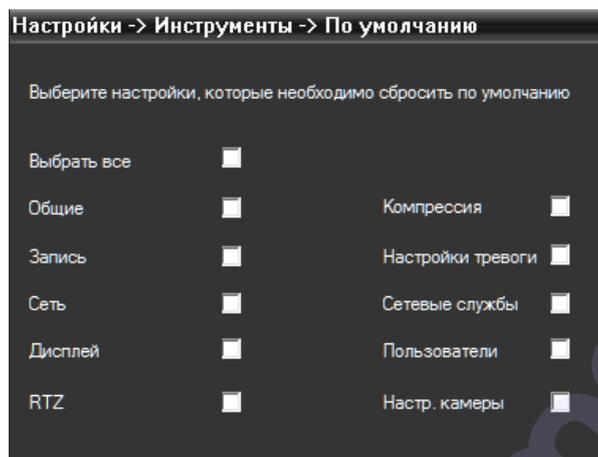 Настройки -> Инструменты -> По умолчанию
Выберите настройки, которые необходимо сбросить по умолчанию
Выбрать все
Общие
Компрессия
Запись
Настройки тревоги
Сеть
Сетевые службы
Дисплей
Пользователи
RTZ
Настр. камеры